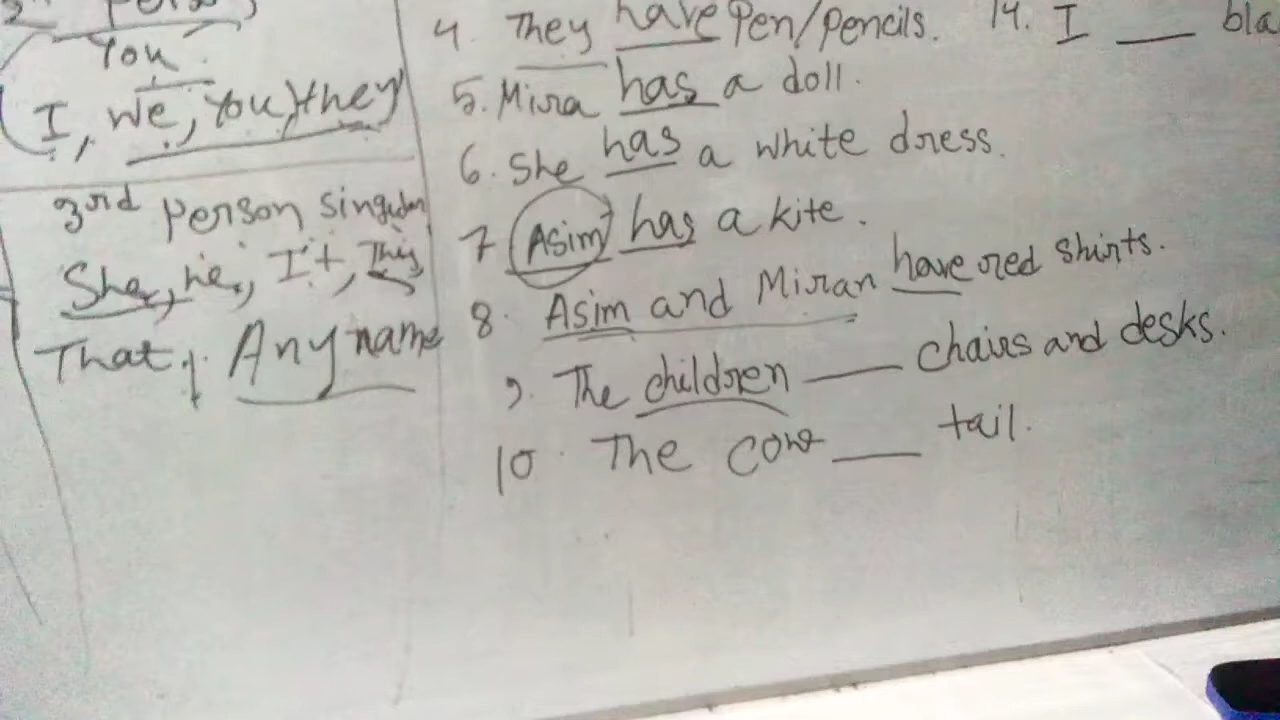 You
(I, we, You, they
3rd person singular
She, he, It, This
That, Any name
4. They have Pen/pencils.
5. Mira has a doll.
6. She has a white dress.
7 Asim has a kite.
8. Asim and Miran have red shirts.
9. The children ___ chairs and desks.
10. The cow ___ tail.
14. I ___ bla